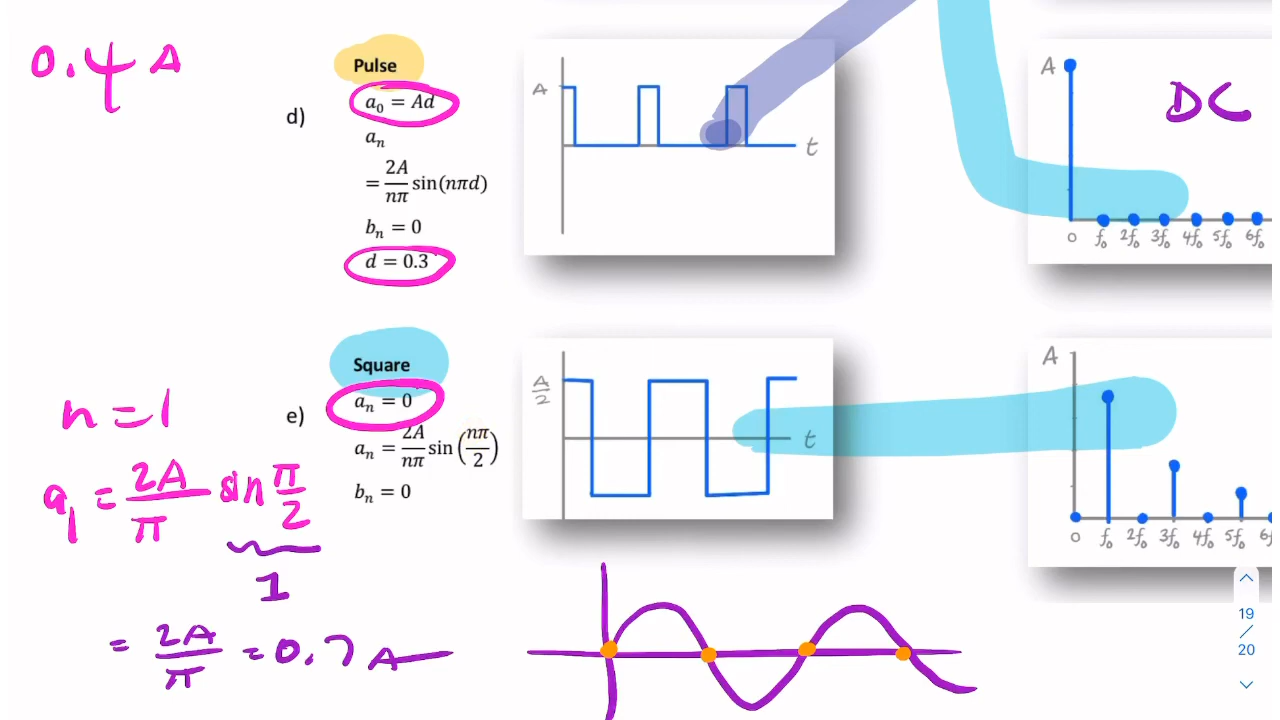 0.4 A
Pulse
d)
a₀ = Ad
aₙ
= 2A/nπ sin(nπd)
bₙ = 0
d = 0.3
A
t
A
DC
0 f₀ 2f₀ 3f₀ 4f₀ 5f₀ 6f₀
Square
e)
aₙ = 0
aₙ = 2A/nπ sin(nπ/2)
bₙ = 0
A/2
t
A
0 f₀ 2f₀ 3f₀ 4f₀ 5f₀ 6f
n = 1
a₁ = 2A/π sin π/2
1
= 2A/π = 0.7 A
19
/
20